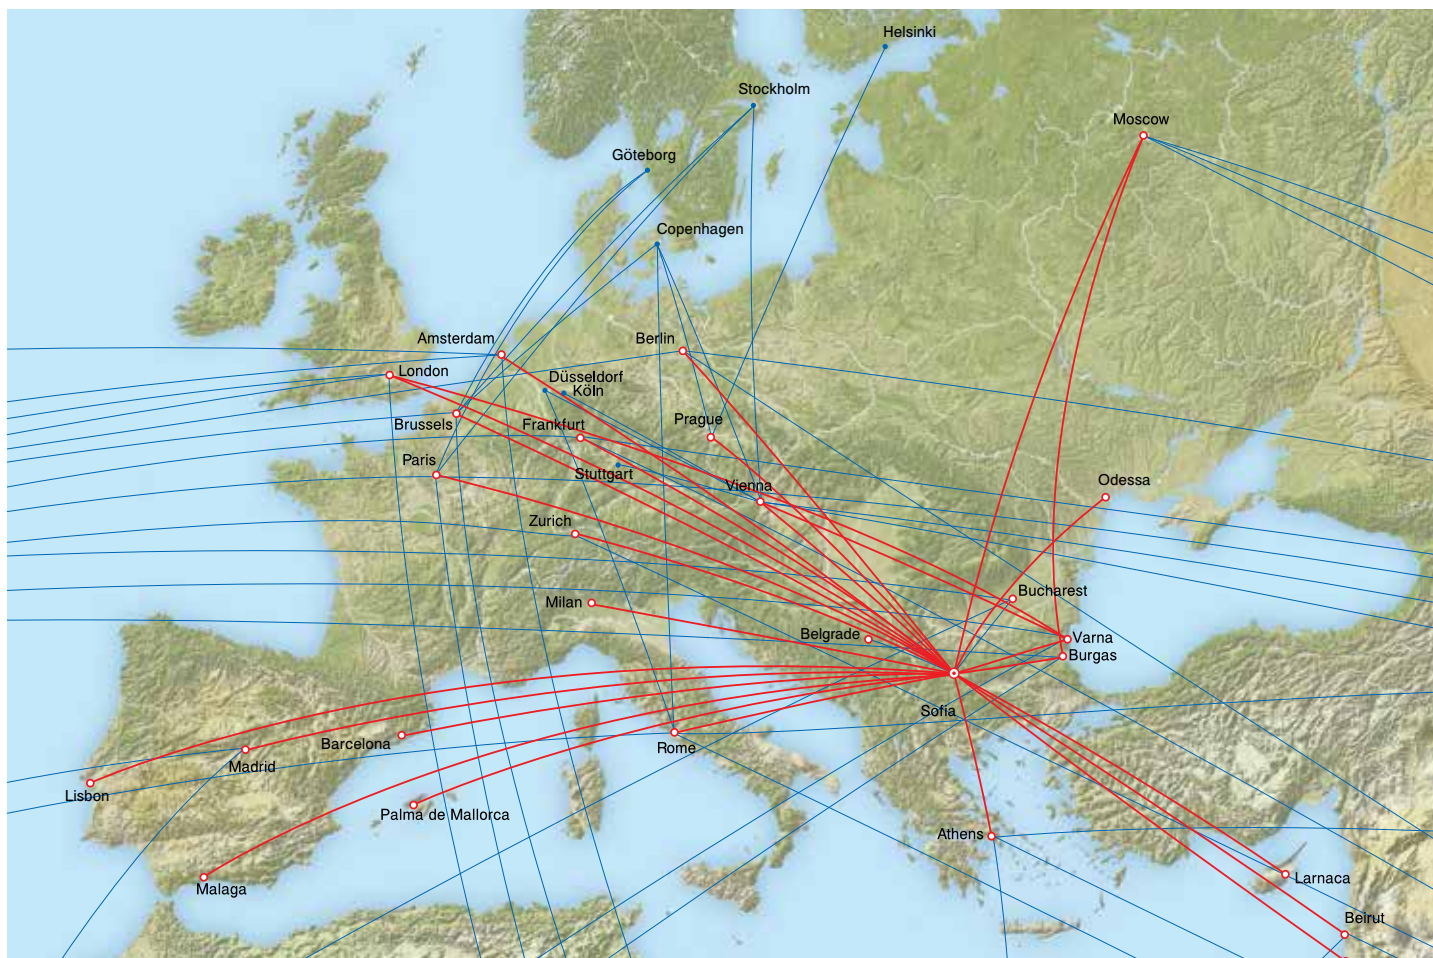 Helsinki
Stockholm
Moscow
Göteborg
Copenhagen
Amsterdam
Berlin
London
Düsseldorf
Köln
Brussels
Frankfurt
Prague
Paris
Stuttgart
Vienna
Odessa
Zurich
Milan
Bucharest
Belgrade
Varna
Burgas
Sofia
Barcelona
Rome
Madrid
Lisbon
Palma de Mallorca
Athens
Malaga
Larnaca
Beirut